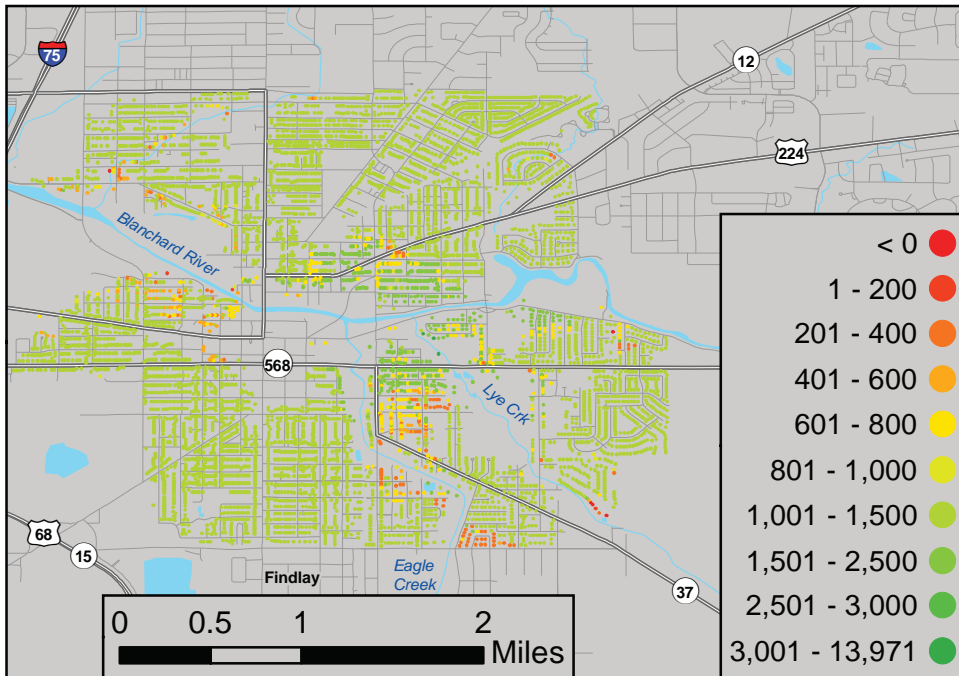 75
12
224
Blanchard River
568
Lye Crk
68
15
Findlay
Eagle
Creek
37
0 0.5 1 2
Miles
< 0
1 - 200
201 - 400
401 - 600
601 - 800
801 - 1,000
1,001 - 1,500
1,501 - 2,500
2,501 - 3,000
3,001 - 13,971